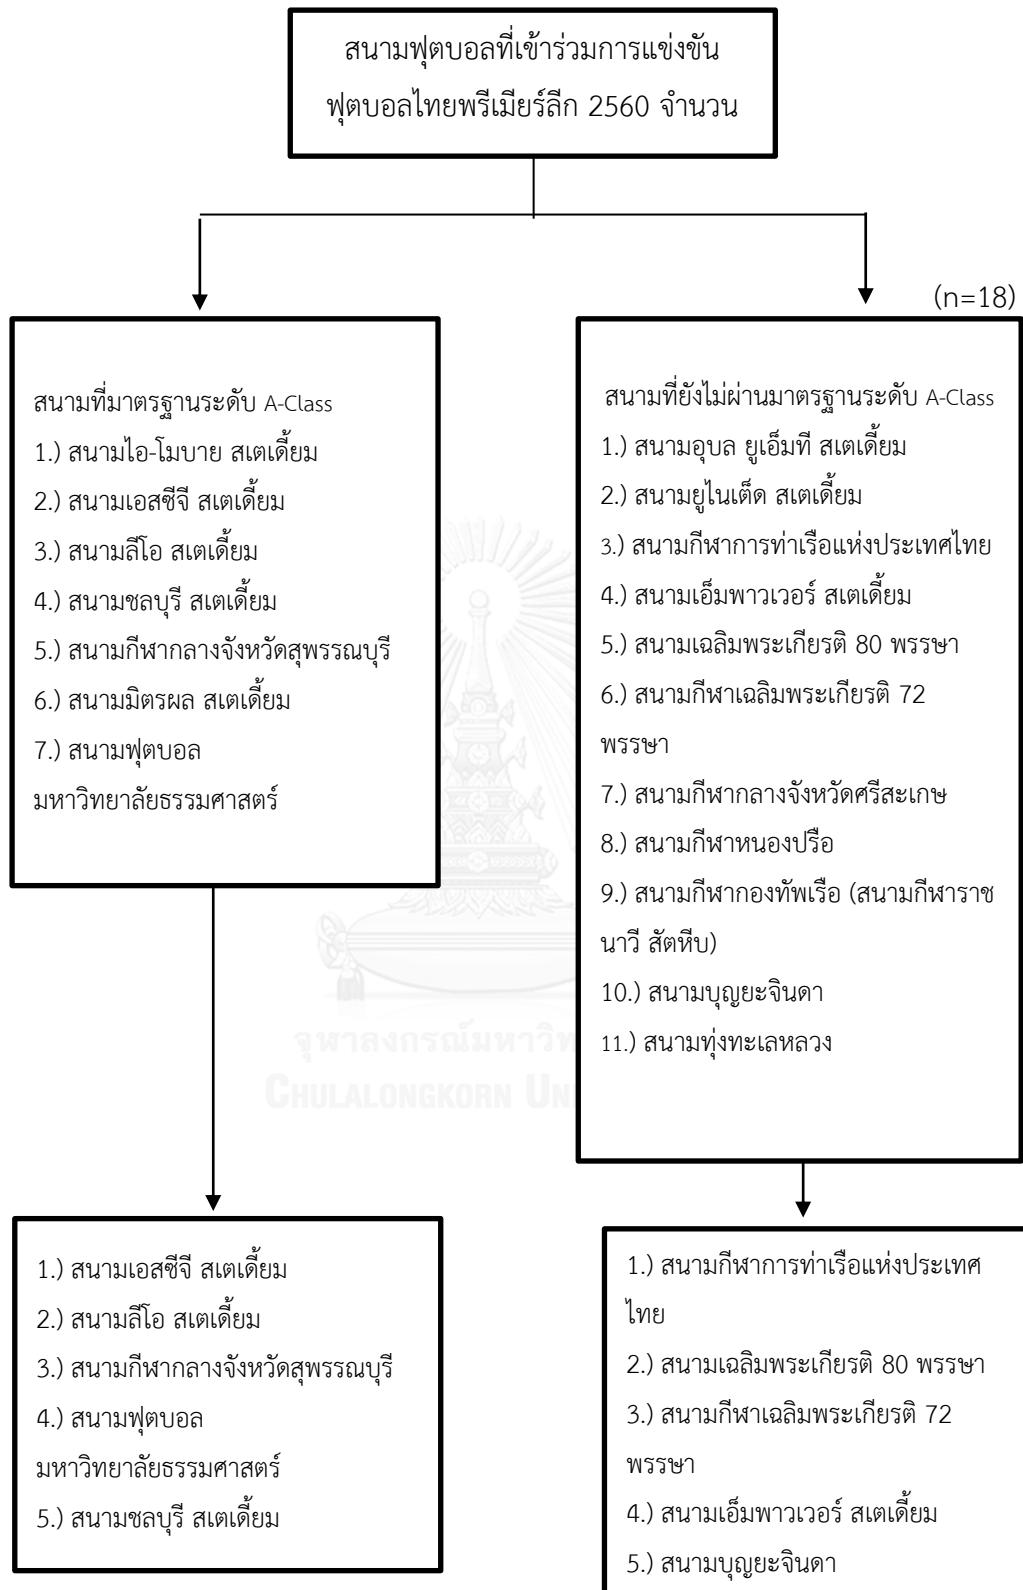 สนามฟุตบอลที่เข้าร่วมการแข่งขัน
ฟุตบอลไทยพรีเมียร์ลีก 2560 จำนวน
(n=18)
สนามที่มาตรฐานระดับ A-Class
1.) สนามไอ-โมบาย สเตเดี้ยม
2.) สนามเอสซีจี สเตเดี้ยม
3.) สนามลีโอ สเตเดี้ยม
4.) สนามชลบุรี สเตเดี้ยม
5.) สนามกีฬากลางจังหวัดสุพรรณบุรี
6.) สนามมิตรผล สเตเดี้ยม
7.) สนามฟุตบอล
มหาวิทยาลัยธรรมศาสตร์
สนามที่ยังไม่ผ่านมาตรฐานระดับ A-Class
1.) สนามอุบล ยูเอ็มที สเตเดี้ยม
2.) สนามยูไนเต็ด สเตเดี้ยม
3.) สนามกีฬาการท่าเรือแห่งประเทศไทย
4.) สนามเอ็มพาวเวอร์ สเตเดี้ยม
5.) สนามเฉลิมพระเกียรติ 80 พรรษา
6.) สนามกีฬาเฉลิมพระเกียรติ 72
พรรษา
7.) สนามกีฬากลางจังหวัดศรีสะเกษ
8.) สนามกีฬาหนองปรือ
9.) สนามกีฬากองทัพเรือ (สนามกีฬาราช
นาวี สัตหีบ)
10.) สนามบุญยะจินดา
11.) สนามทุ่งทะเลหลวง
จุฬาลงกรณ์มหาวิท
CHULALONGKORN UN
1.) สนามเอสซีจี สเตเดี้ยม
2.) สนามลีโอ สเตเดี้ยม
3.) สนามกีฬากลางจังหวัดสุพรรณบุรี
4.) สนามฟุตบอล
มหาวิทยาลัยธรรมศาสตร์
5.) สนามชลบุรี สเตเดี้ยม
1.) สนามกีฬาการท่าเรือแห่งประเทศ
ไทย
2.) สนามเฉลิมพระเกียรติ 80 พรรษา
3.) สนามกีฬาเฉลิมพระเกียรติ 72
พรรษา
4.) สนามเอ็มพาวเวอร์ สเตเดี้ยม
5.) สนามบุญยะจินดา